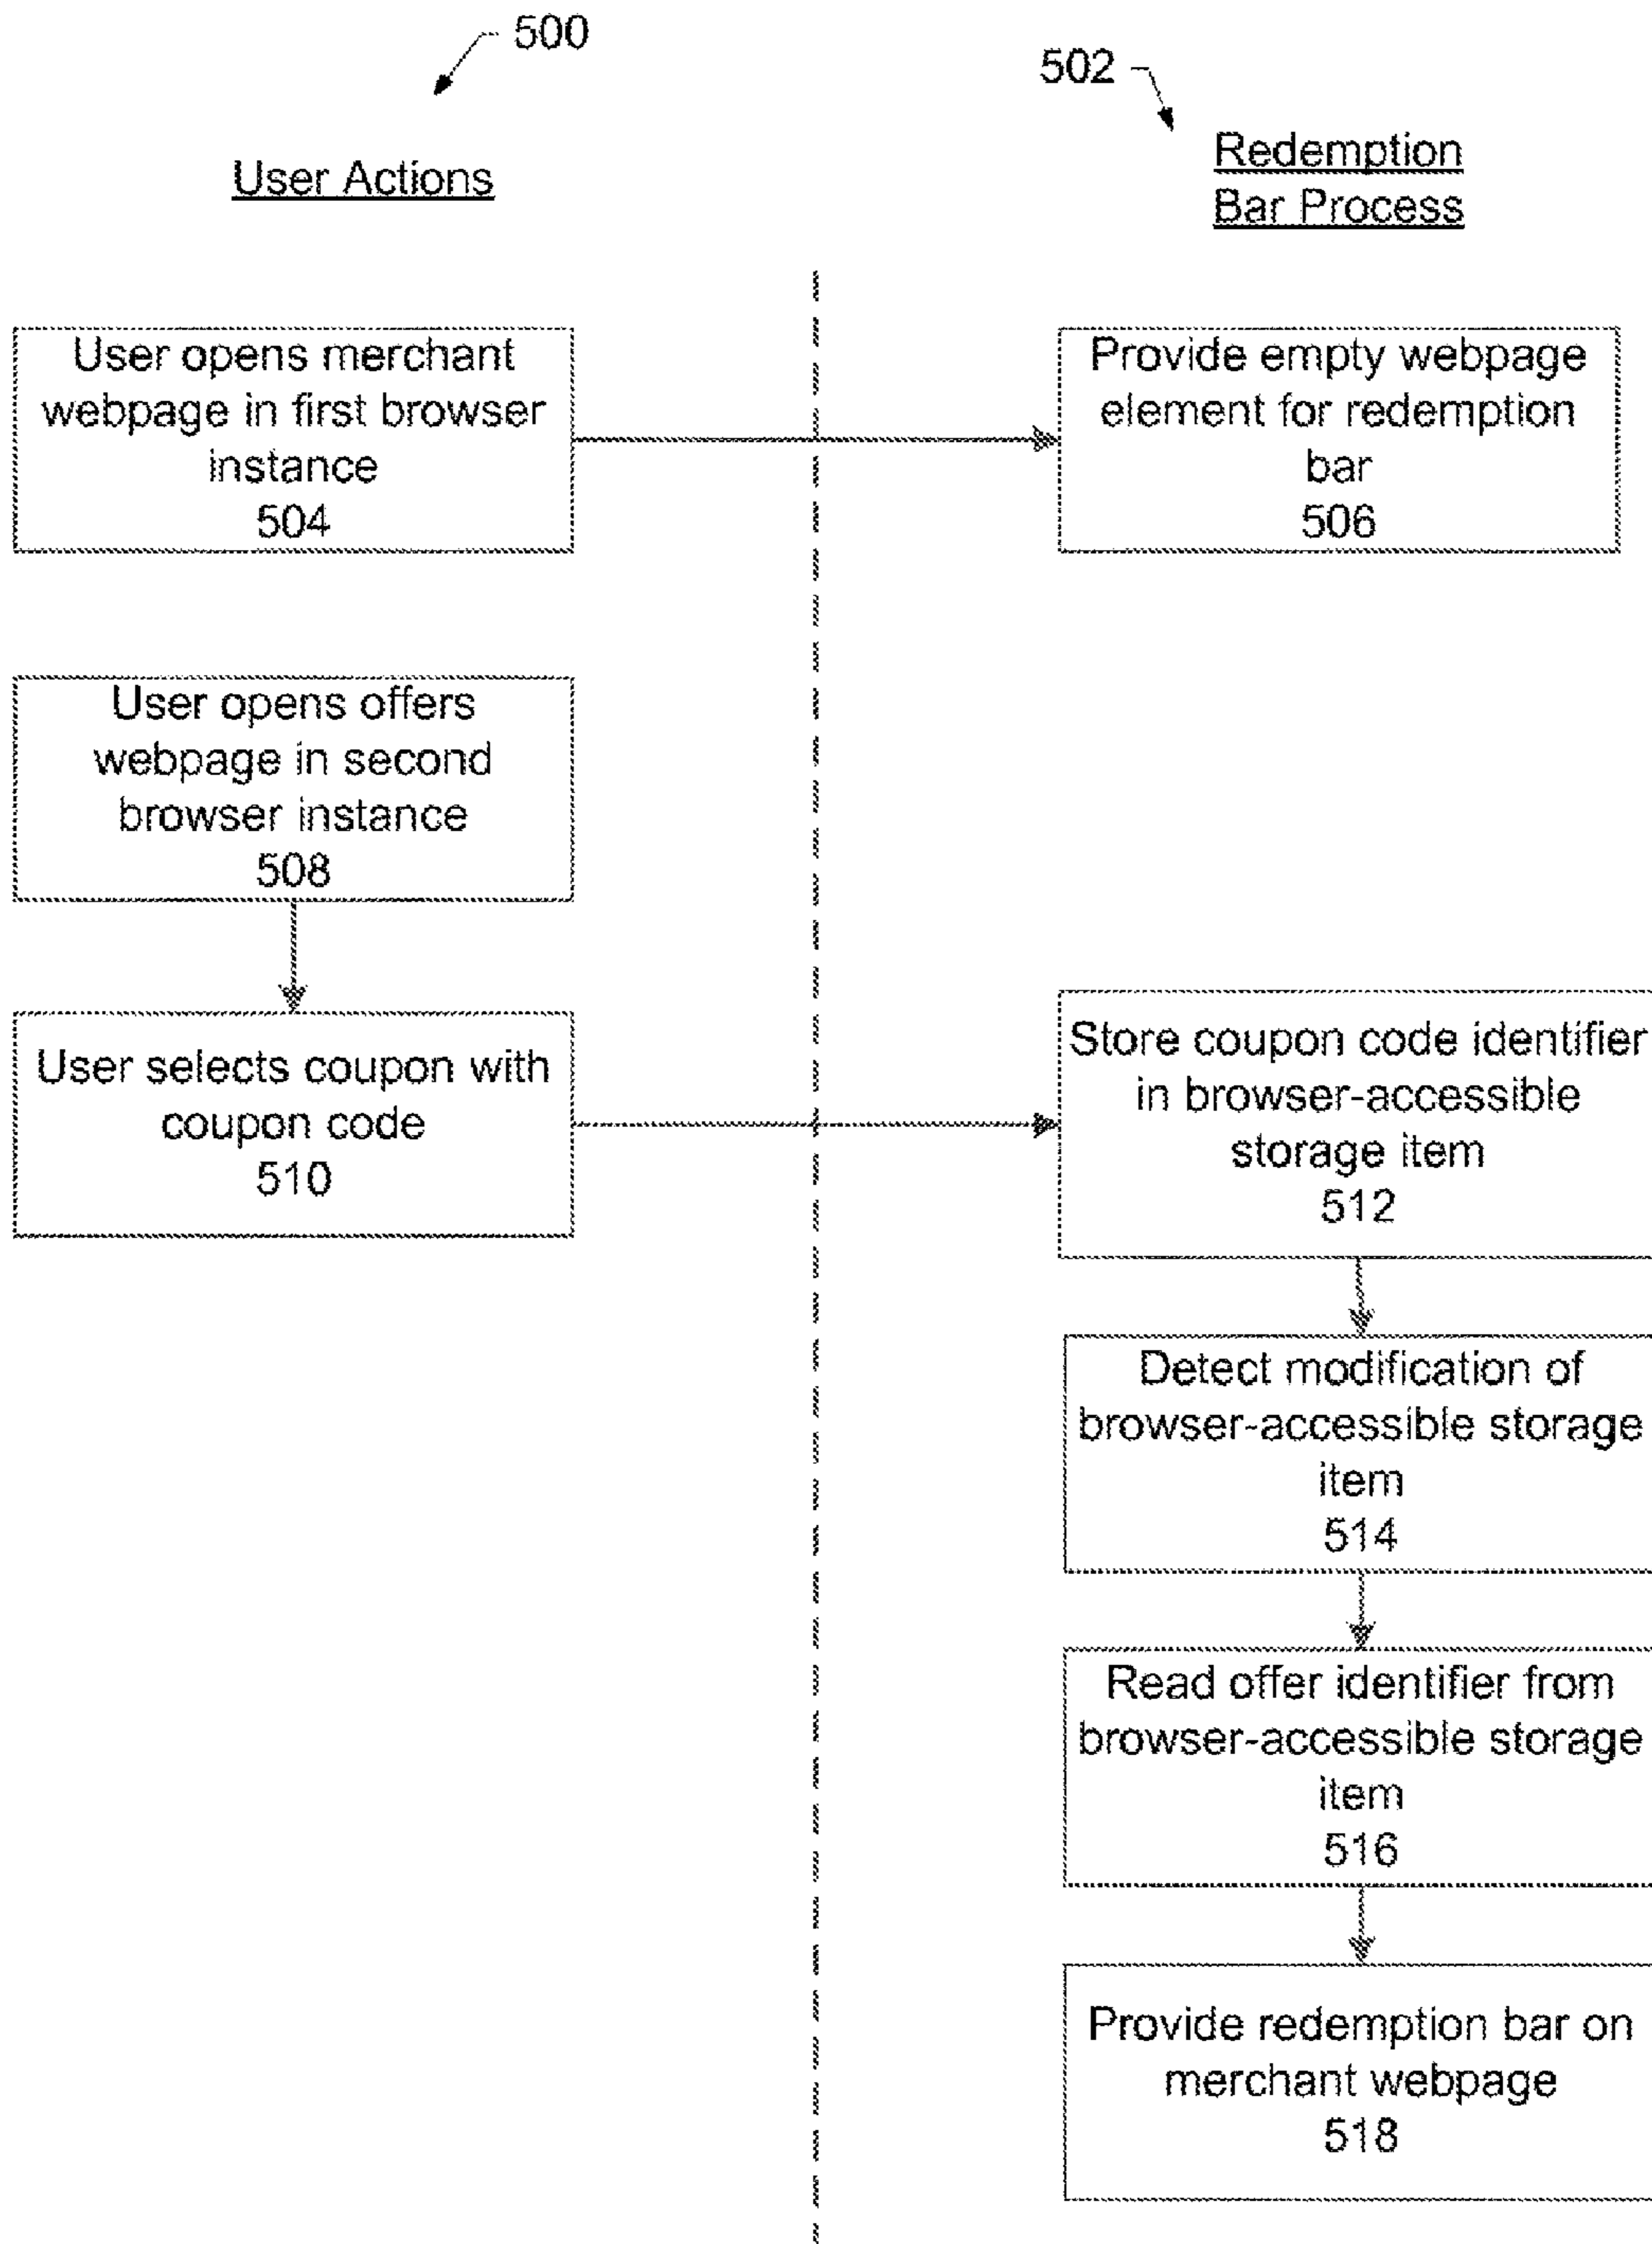 500
502
User Actions
Redemption
Bar Process
User opens merchant
webpage in first browser
instance
504
Provide empty webpage
element for redemption
bar
506
User opens offers
webpage in second
browser instance
508
User selects coupon with
coupon code
510
Store coupon code identifier
in browser-accessible
storage item
512
Detect modification of
browser-accessible storage
item
514
Read offer identifier from
browser-accessible storage
item
516
Provide redemption bar on
merchant webpage
518